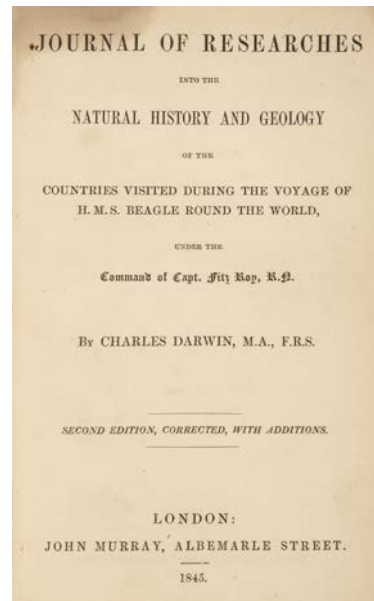 JOURNAL OF RESEARCHES
INTO THE
NATURAL HISTORY AND GEOLOGY
OF THE
COUNTRIES VISITED DURING THE VOYAGE OF
H.M.S. BEAGLE ROUND THE WORLD,
UNDER THE
Command of Capt. Fitz Roy, R.N.
BY CHARLES DARWIN, M.A., F.R.S.
SECOND EDITION, CORRECTED, WITH ADDITIONS.
LONDON:
JOHN MURRAY, ALBEMARLE STREET.
1845.